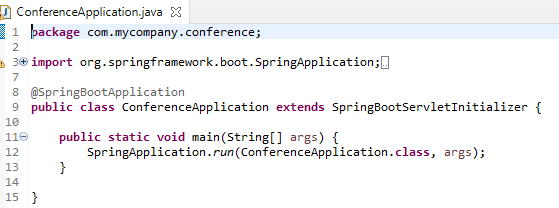 ConferenceApplication.java
1 package com.mycompany.conference;
2
3 import org.springframework.boot.SpringApplication;
7
8 @SpringBootApplication
9 public class ConferenceApplication extends SpringBootServletInitializer {
10
11 public static void main(String[] args) {
12 SpringApplication.run(ConferenceApplication.class, args);
13 }
14
15 }